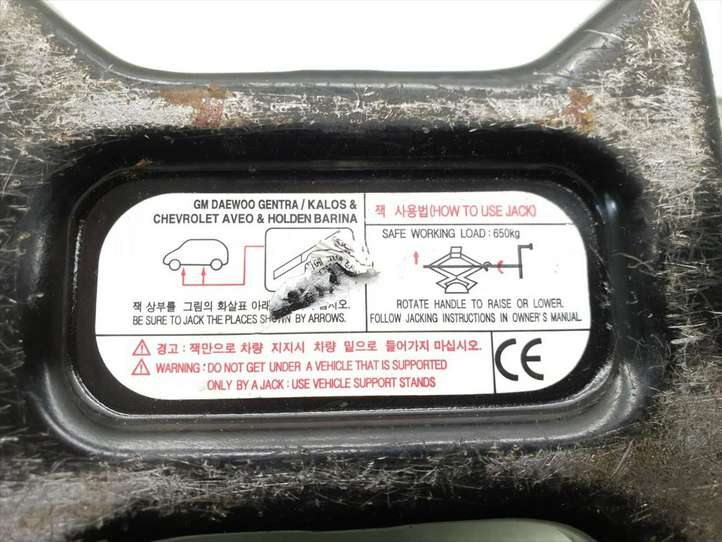 GM DAEWOO GENTRA / KALOS &
CHEVROLET AVEO & HOLDEN BARINA
잭 상부를 그림의 화살표 아래
BE SURE TO JACK THE PLACES SHOWN BY ARROWS.
잭 사용법(HOW TO USE JACK)
SAFE WORKING LOAD : 650kg
ROTATE HANDLE TO RAISE OR LOWER.
FOLLOW JACKING INSTRUCTIONS IN OWNER'S MANUAL
경고 : 잭만으로 차량 지지시 차량 밑으로 들어가지 마십시오.
WARNING : DO NOT GET UNDER A VEHICLE THAT IS SUPPORTED
ONLY BY A JACK : USE VEHICLE SUPPORT STANDS
CE